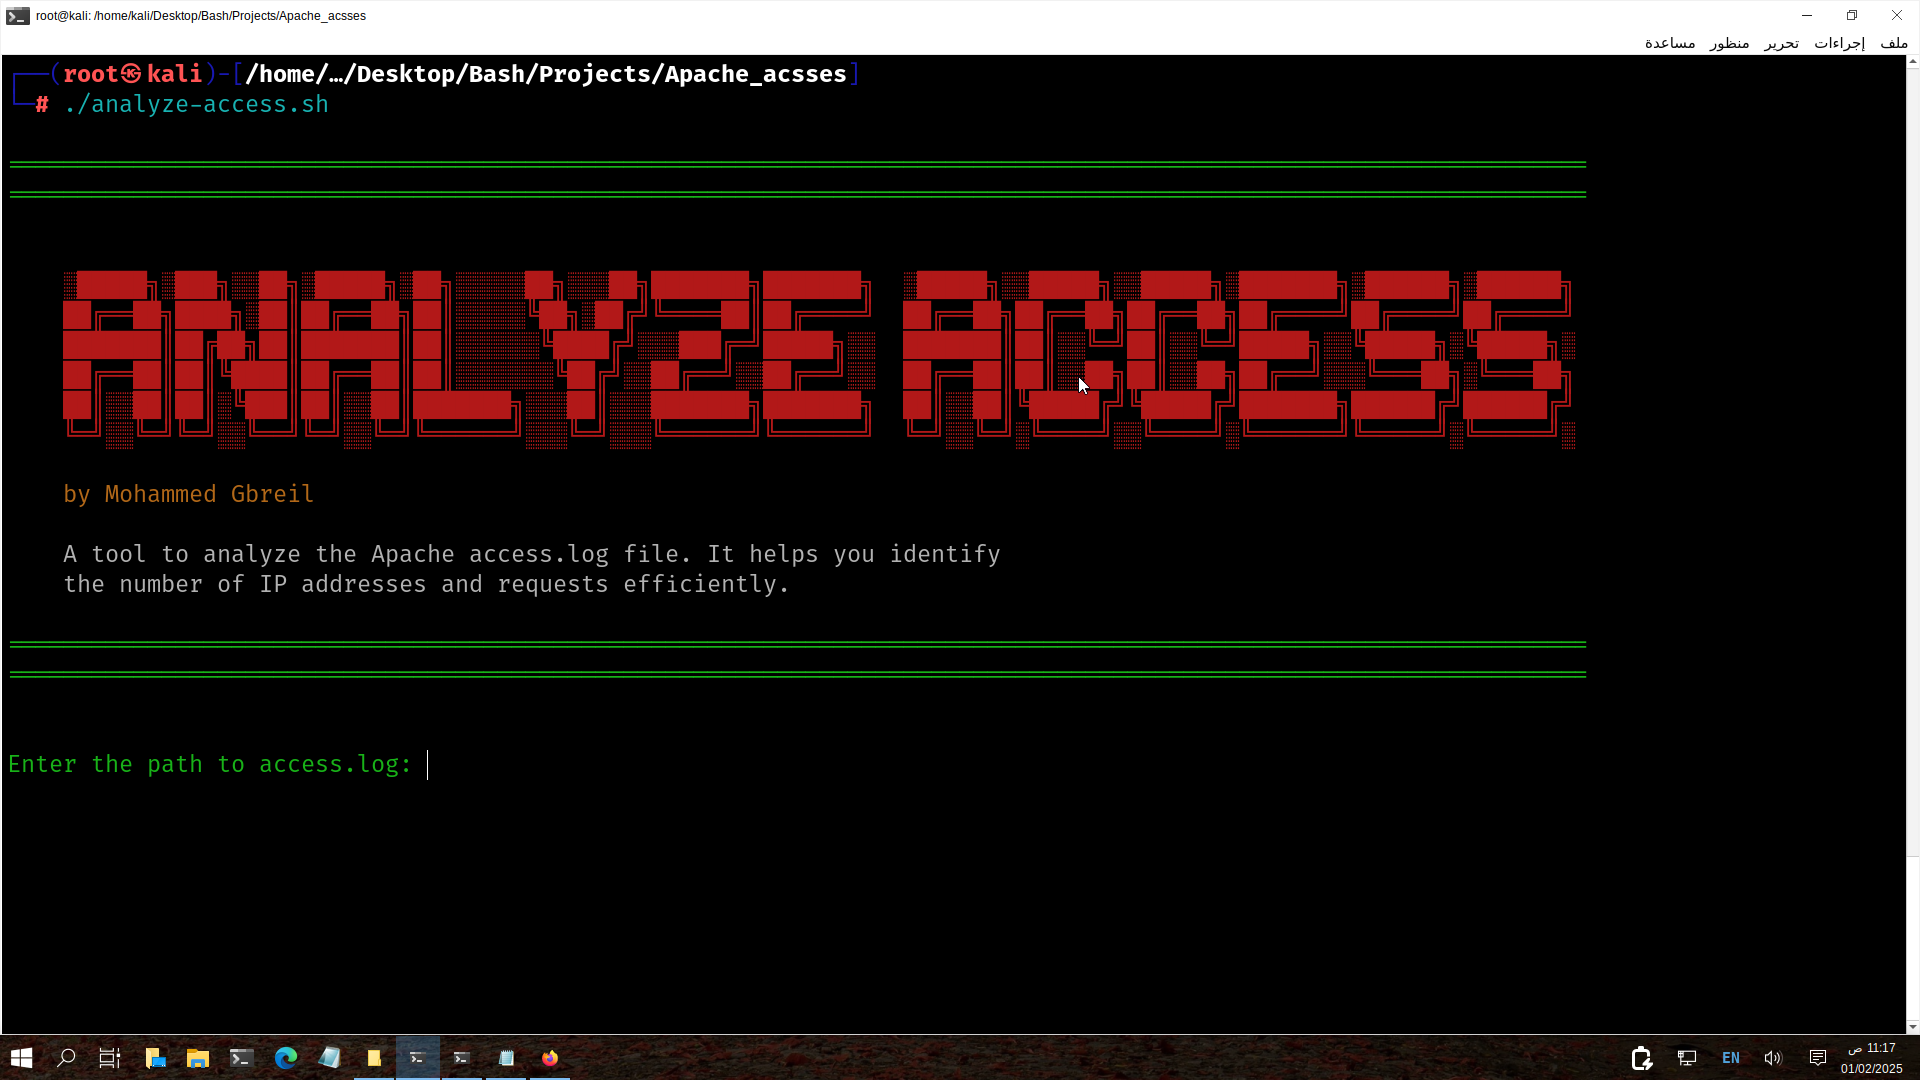 root@kali: /home/kali/Desktop/Bash/Projects/Apache_acsses
ملف إجراءات تحرير منظور مساعدة
┌──(root㉿kali)-[/home/…/Desktop/Bash/Projects/Apache_acsses]
└─# ./analyze-access.sh
ANALYZE ACCESS
by Mohammed Gbreil
A tool to analyze the Apache access.log file. It helps you identify
the number of IP addresses and requests efficiently.
Enter the path to access.log:
EN
11:17 ص
01/02/2025